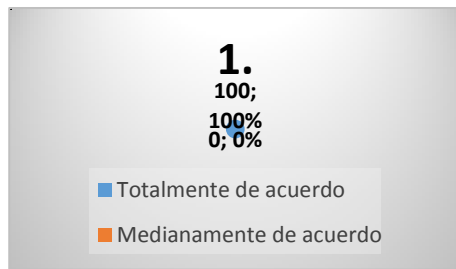 1.
100;
100%
0; 0%
Totalmente de acuerdo
Medianamente de acuerdo